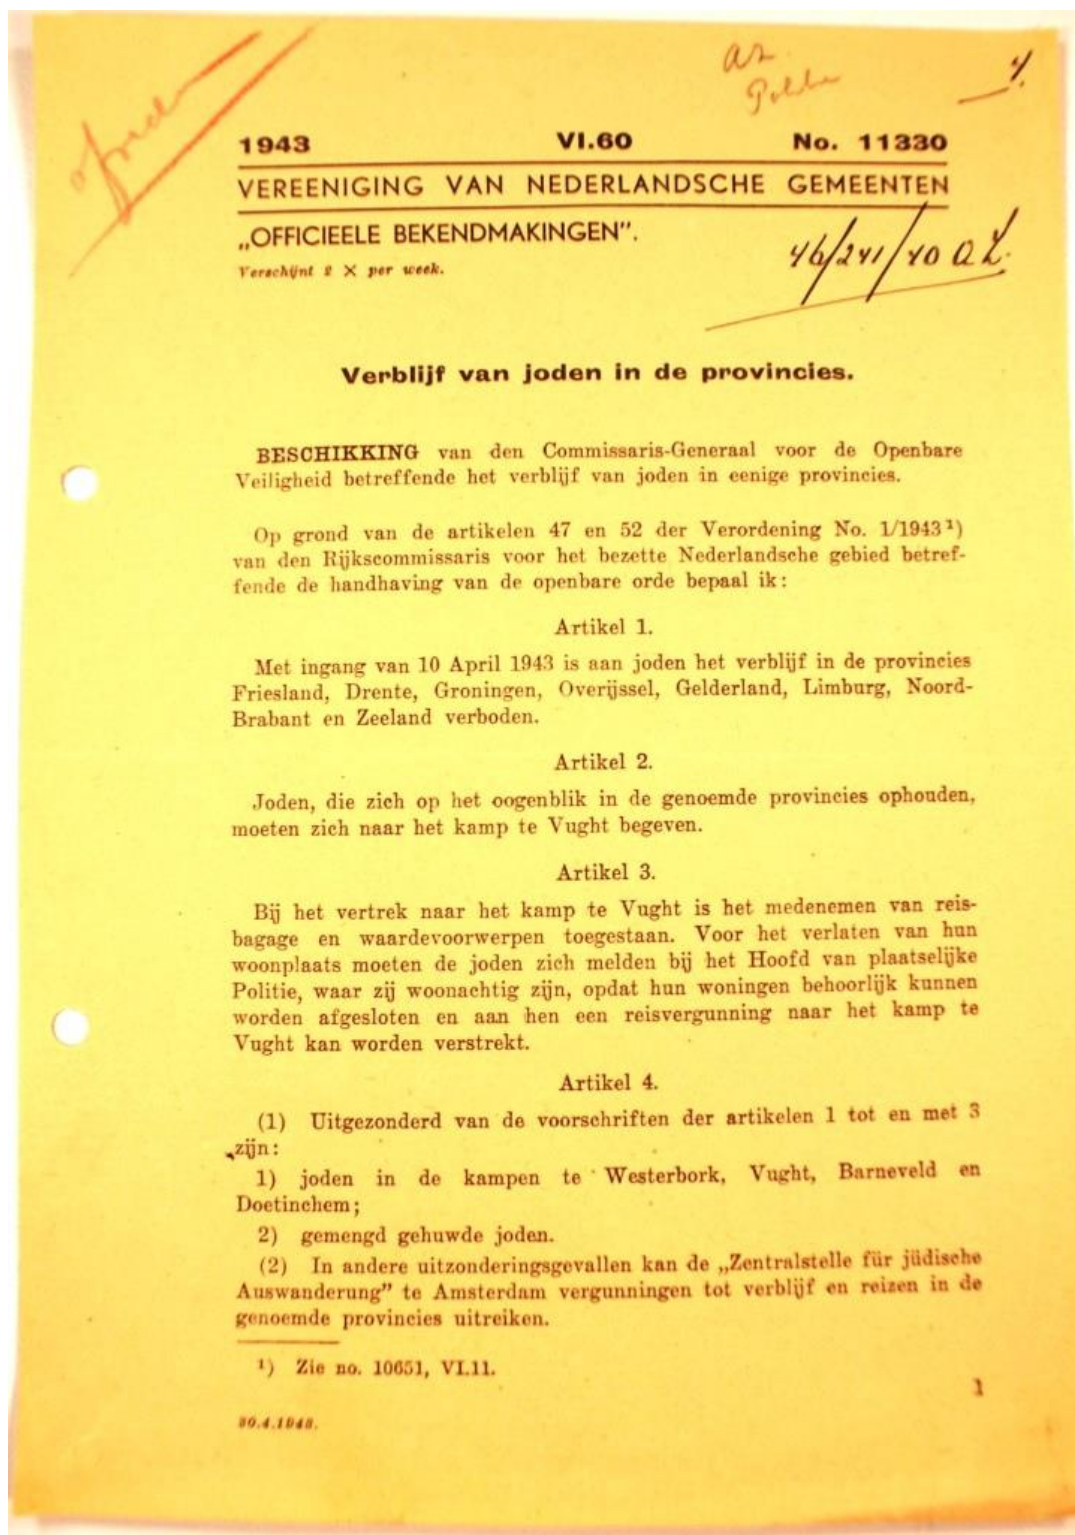 1943 VI.60 No. 11330
VEREENIGING VAN NEDERLANDSCHE GEMEENTEN
„OFFICIEELE BEKENDMAKINGEN”.
Verschijnt 2 X per week.
46/241/40 a Z.
Verblijf van joden in de provincies.
BESCHIKKING van den Commissaris-Generaal voor de Openbare
Veiligheid betreffende het verblijf van joden in eenige provincies.
Op grond van de artikelen 47 en 52 der Verordening No. 1/1943¹)
van den Rijkscommissaris voor het bezette Nederlandsche gebied betref-
fende de handhaving van de openbare orde bepaal ik:
Artikel 1.
Met ingang van 10 April 1943 is aan joden het verblijf in de provincies
Friesland, Drente, Groningen, Overijssel, Gelderland, Limburg, Noord-
Brabant en Zeeland verboden.
Artikel 2.
Joden, die zich op het oogenblik in de genoemde provincies ophouden,
moeten zich naar het kamp te Vught begeven.
Artikel 3.
Bij het vertrek naar het kamp te Vught is het medenemen van reis-
bagage en waardevoorwerpen toegestaan. Voor het verlaten van hun
woonplaats moeten de joden zich melden bij het Hoofd van plaatselijke
Politie, waar zij woonachtig zijn, opdat hun woningen behoorlijk kunnen
worden afgesloten en aan hen een reisvergunning naar het kamp te
Vught kan worden verstrekt.
Artikel 4.
(1) Uitgezonderd van de voorschriften der artikelen 1 tot en met 3
zijn:
1) joden in de kampen te Westerbork, Vught, Barneveld en
Doetinchem;
2) gemengd gehuwde joden.
(2) In andere uitzonderingsgevallen kan de „Zentralstelle für jüdische
Auswanderung” te Amsterdam vergunningen tot verblijf en reizen in de
genoemde provincies uitreiken.
¹) Zie no. 10651, VI.11.
1